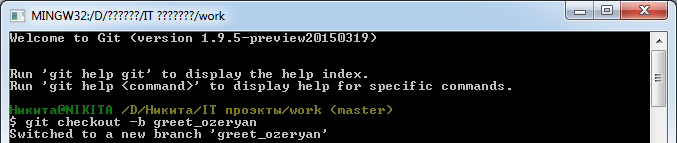 MINGW32:/D/??????/IT ???????/work
Welcome to Git (version 1.9.5-preview20150319)
Run 'git help git' to display the help index.
Run 'git help <command>' to display help for specific commands.
Никита@NIKITA /D/Никита/IT проэкты/work (master)
$ git checkout -b greet_ozeryan
Switched to a new branch 'greet_ozeryan'